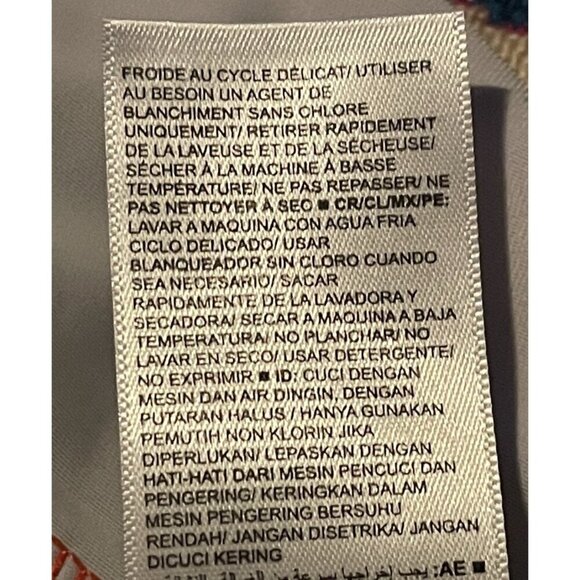 FROIDE AU CYCLE DÉLICAT/ UTILISER
AU BESOIN UN AGENT DE
BLANCHIMENT SANS CHLORE
UNIQUEMENT/ RETIRER RAPIDEMENT
DE LA LAVEUSE ET DE LA SÉCHEUSE/
SÉCHER À LA MACHINE À BASSE
TEMPÉRATURE/ NE PAS REPASSER/ NE
PAS NETTOYER À SEC ■ CR/CL/MX/PE:
LAVAR A MAQUINA CON AGUA FRIA
CICLO DELICADO/ USAR
BLANQUEADOR SIN CLORO CUANDO
SEA NECESARIO/ SACAR
RAPIDAMENTE DE LA LAVADORA Y
SECADORA/ SECAR A MAQUINA A BAJA
TEMPERATURA/ NO PLANCHAR/ NO
LAVAR EN SECO/ USAR DETERGENTE/
NO EXPRIMIR ■ ID: CUCI DENGAN
MESIN DAN AIR DINGIN, DENGAN
PUTARAN HALUS / HANYA GUNAKAN
PEMUTIH NON KLORIN JIKA
DIPERLUKAN/ LEPASKAN DENGAN
HATI-HATI DARI MESIN PENCUCI DAN
PENGERING/ KERINGKAN DALAM
MESIN PENGERING BERSUHU
RENDAH/ JANGAN DISETRIKA/ JANGAN
DICUCI KERING
■ AE: يجب إخراجها بسرعة من